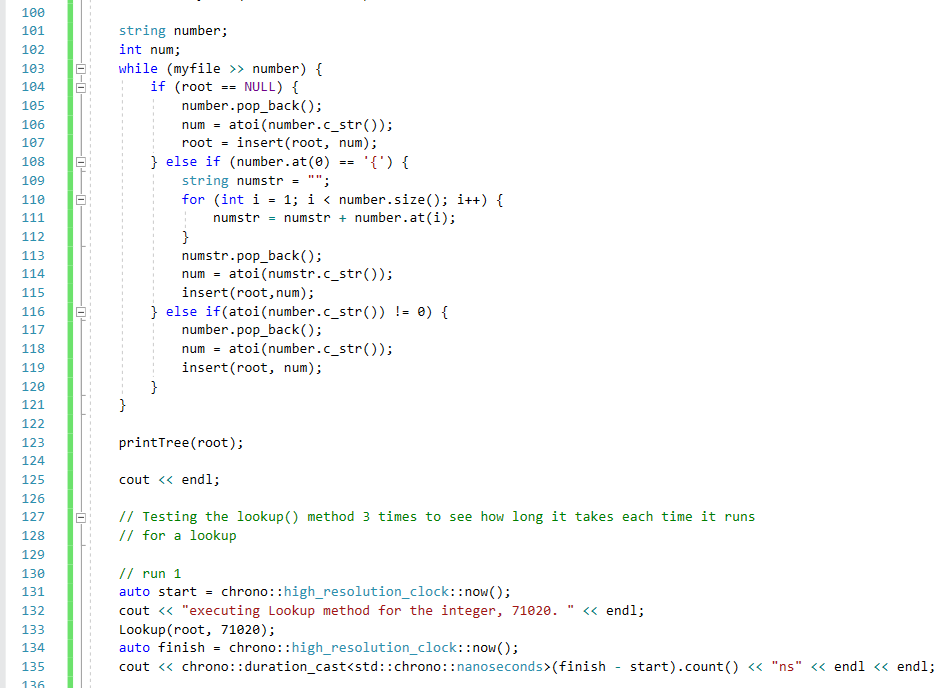 100
101 string number;
102 int num;
103 while (myfile >> number) {
104 if (root == NULL) {
105 number.pop_back();
106 num = atoi(number.c_str());
107 root = insert(root, num);
108 } else if (number.at(0) == '{') {
109 string numstr = "";
110 for (int i = 1; i < number.size(); i++) {
111 numstr = numstr + number.at(i);
112 }
113 numstr.pop_back();
114 num = atoi(numstr.c_str());
115 insert(root,num);
116 } else if(atoi(number.c_str()) != 0) {
117 number.pop_back();
118 num = atoi(number.c_str());
119 insert(root, num);
120 }
121 }
122
123 printTree(root);
124
125 cout << endl;
126
127 // Testing the lookup() method 3 times to see how long it takes each time it runs
128 // for a lookup
129
130 // run 1
131 auto start = chrono::high_resolution_clock::now();
132 cout << "executing Lookup method for the integer, 71020. " << endl;
133 Lookup(root, 71020);
134 auto finish = chrono::high_resolution_clock::now();
135 cout << chrono::duration_cast<std::chrono::nanoseconds>(finish - start).count() << "ns" << endl << endl;
136